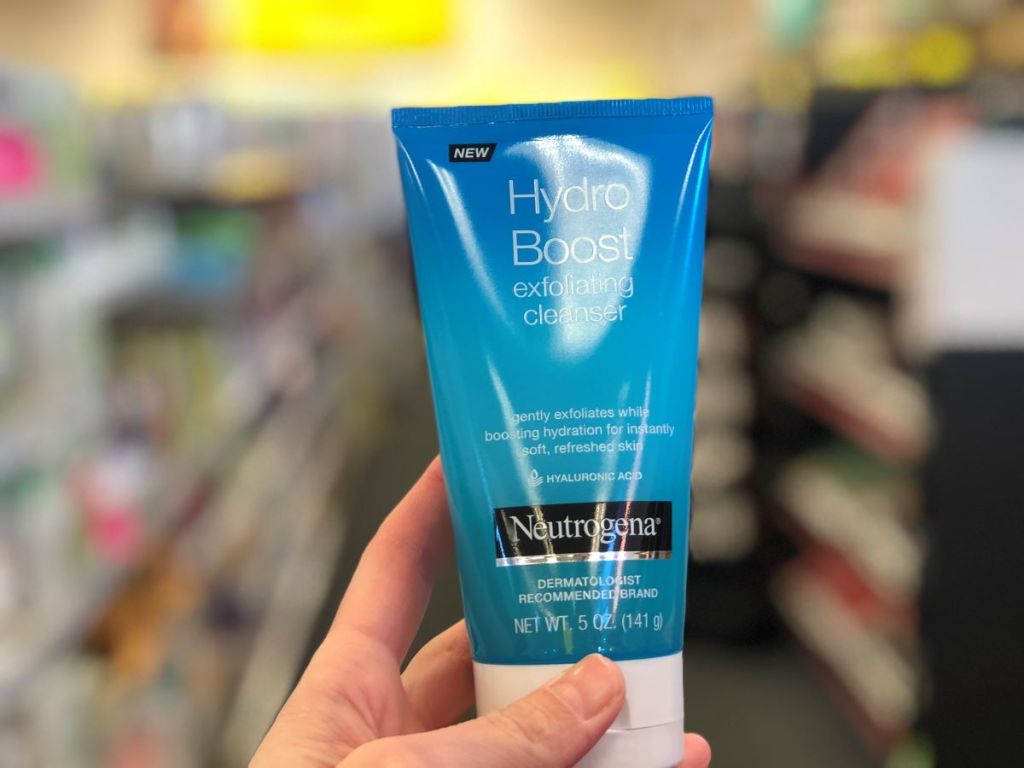 NEW
Hydro
Boost
exfoliating
cleanser
gently exfoliates while
boosting hydration for instantly
soft, refreshed skin
HYALURONIC ACID
Neutrogena®
DERMATOLOGIST
RECOMMENDED BRAND
NET WT. 5 OZ. (141 g)